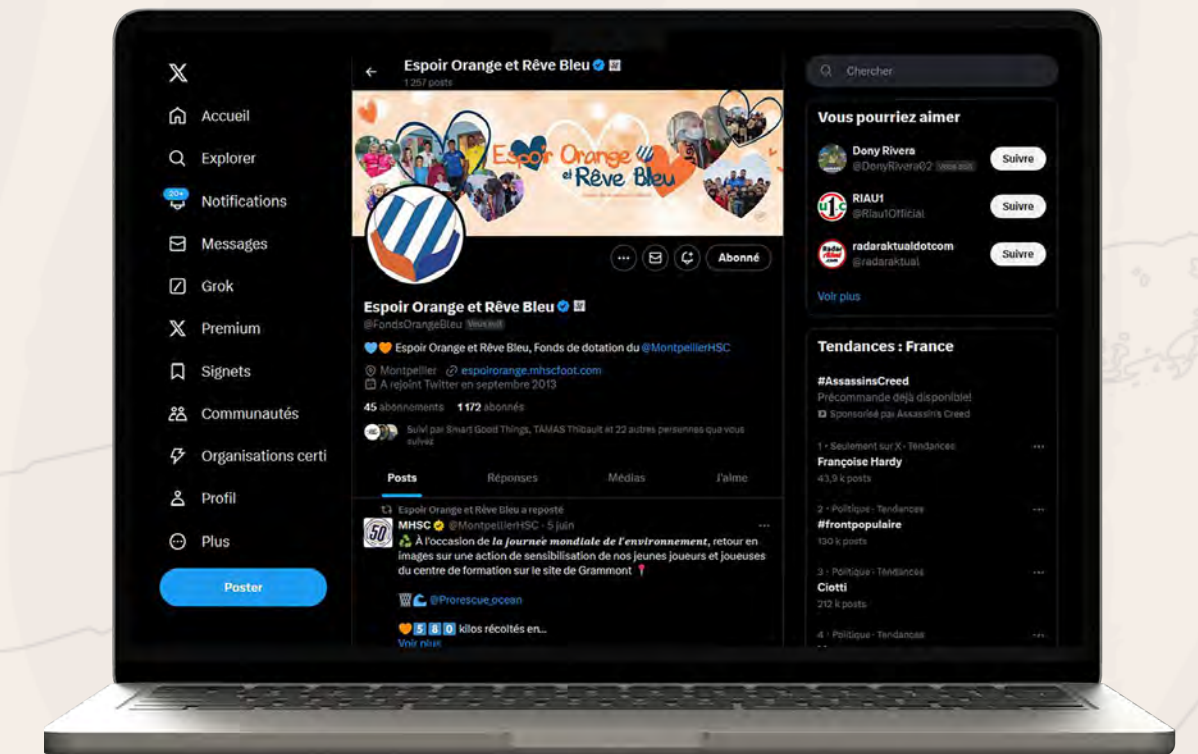 Accueil
Explorer
20+
Notifications
Messages
Grok
Premium
Signets
Communautés
Organisations certi
Profil
Plus
Poster
Espoir Orange et Rêve Bleu
1 257 posts
Espoir Orange
et Rêve Bleu
Abonné
Espoir Orange et Rêve Bleu
@FondsOrangeBleu Vous suit
Espoir Orange et Rêve Bleu, Fonds de dotation du @MontpellierHSC
Montpellier espoirorange.mhscfoot.com
A rejoint Twitter en septembre 2013
45 abonnements 1 172 abonnés
Suivi par Smart Good Things, TAMAS Thibault et 22 autres personnes que vous
suivez
Posts Réponses Médias J'aime
Espoir Orange et Rêve Bleu a reposté
50
MHSC @MontpellierHSC · 5 juin
À l'occasion de la journée mondiale de l'environnement, retour en
images sur une action de sensibilisation de nos jeunes joueurs et joueuses
du centre de formation sur le site de Grammont
@Prorescue_ocean
5 8 0 kilos récoltés en...
Voir plus
Chercher
Vous pourriez aimer
Dony Rivera
@DonyRivera02 Vous suit
Suivre
RIAU1
@Riau1Official
Suivre
radaraktualdotcom
@radaraktual
Suivre
Voir plus
Tendances : France
#AssassinsCreed
Précommande déjà disponible!
Sponsorisé par Assassin's Creed
1 · Seulement sur X · Tendances
Françoise Hardy
43,9 k posts
2 · Politique · Tendances
#frontpopulaire
130 k posts
3 · Politique · Tendances
Ciotti
212 k posts
4 · Politique · Tendances